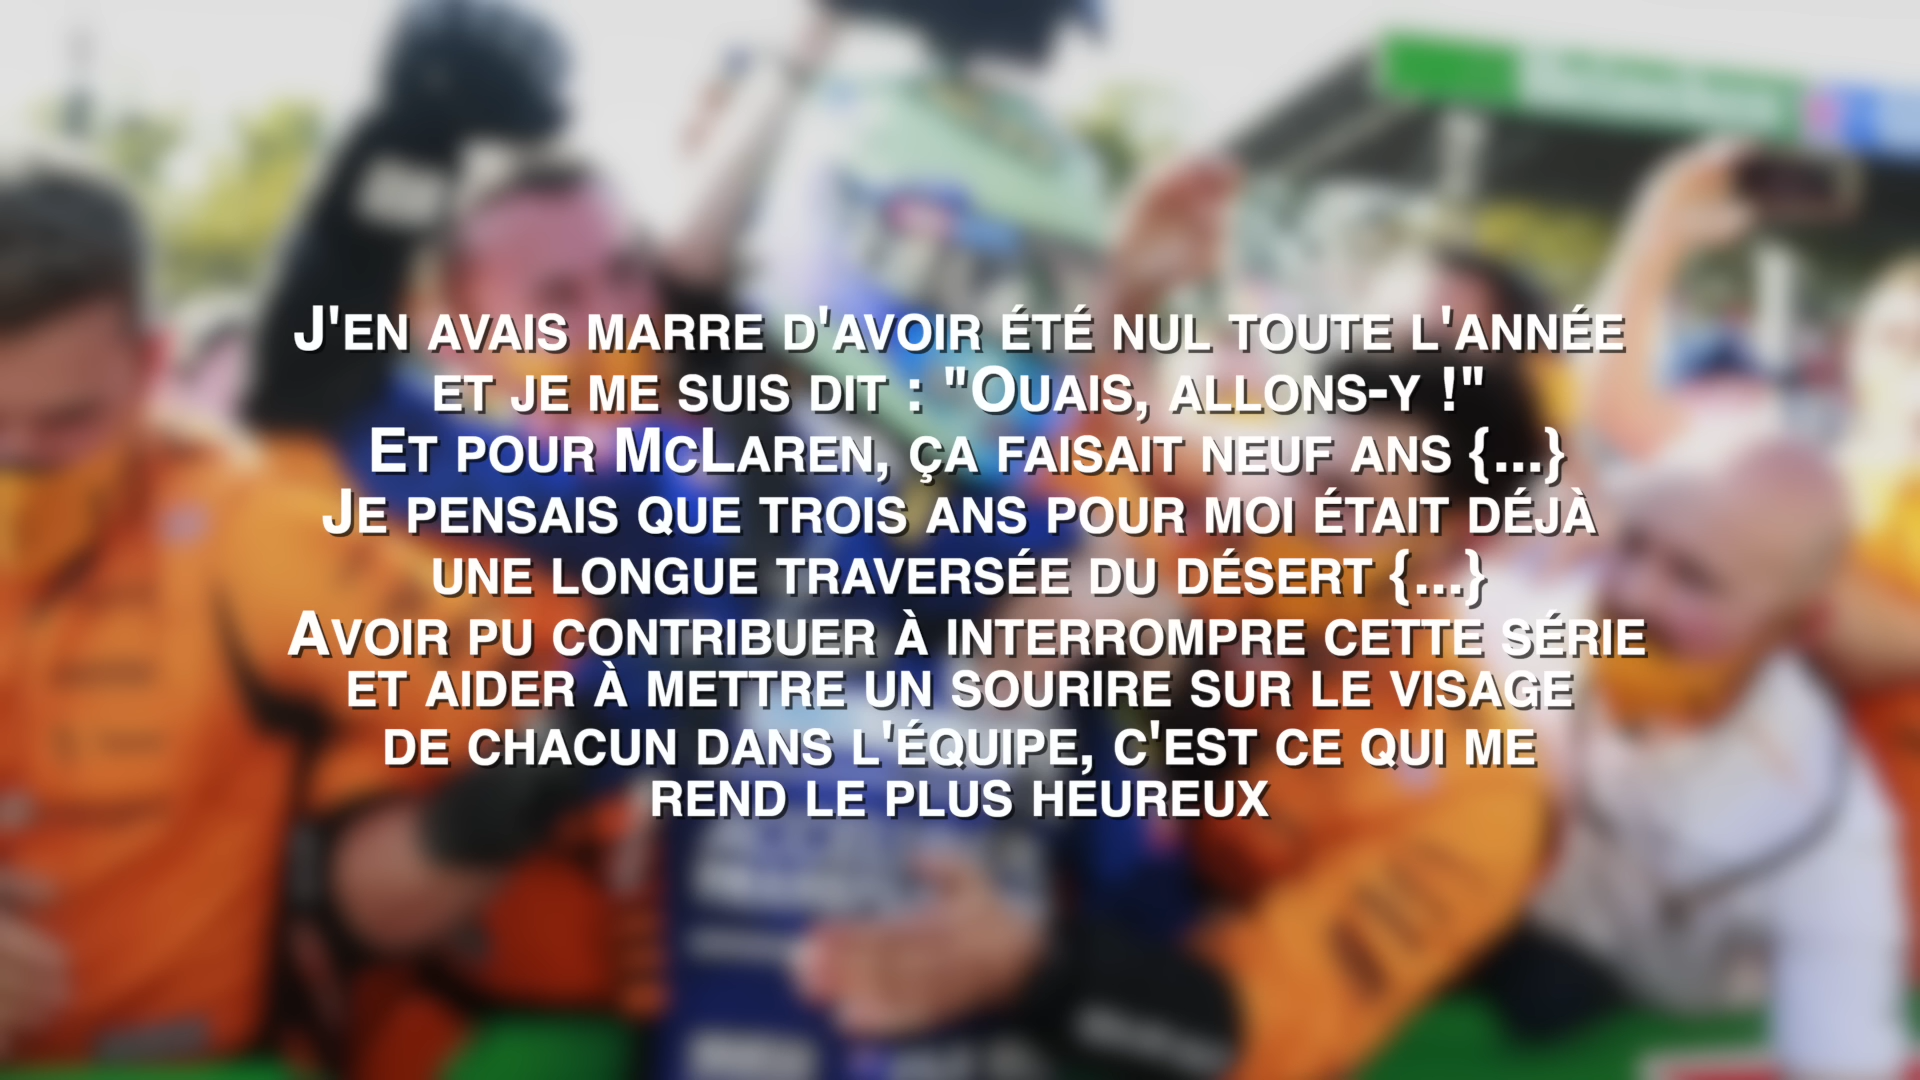 J'en avais marre d'avoir été nul toute l'année
et je me suis dit : "Ouais, allons-y !"
Et pour McLaren, ça faisait neuf ans {...}
Je pensais que trois ans pour moi était déjà
une longue traversée du désert {...}
Avoir pu contribuer à interrompre cette série
et aider à mettre un sourire sur le visage
de chacun dans l'équipe, c'est ce qui me
rend le plus heureux